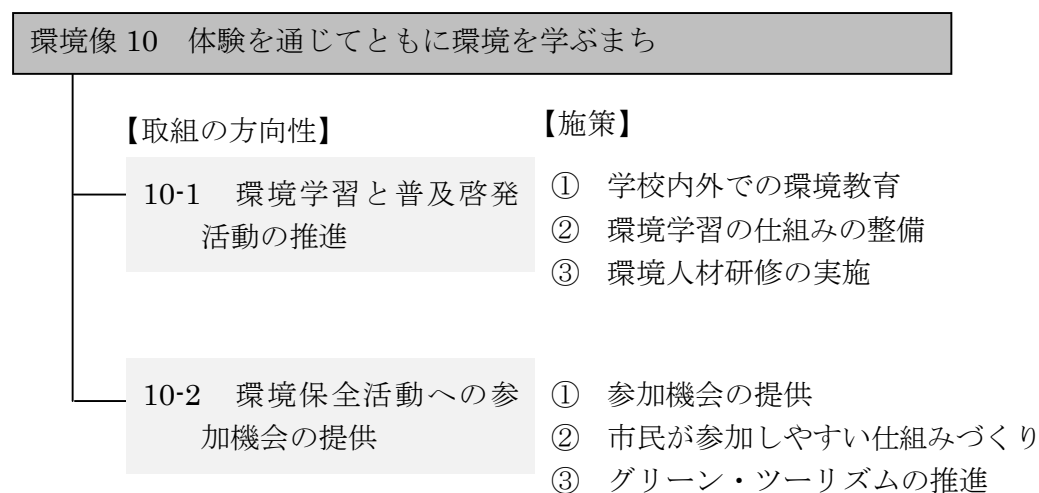 環境像 10　体験を通じてともに環境を学ぶまち
【取組の方向性】
【施策】
10-1　環境学習と普及啓発
活動の推進
①　学校内外での環境教育
②　環境学習の仕組みの整備
③　環境人材研修の実施
10-2　環境保全活動への参
加機会の提供
①　参加機会の提供
②　市民が参加しやすい仕組みづくり
③　グリーン・ツーリズムの推進